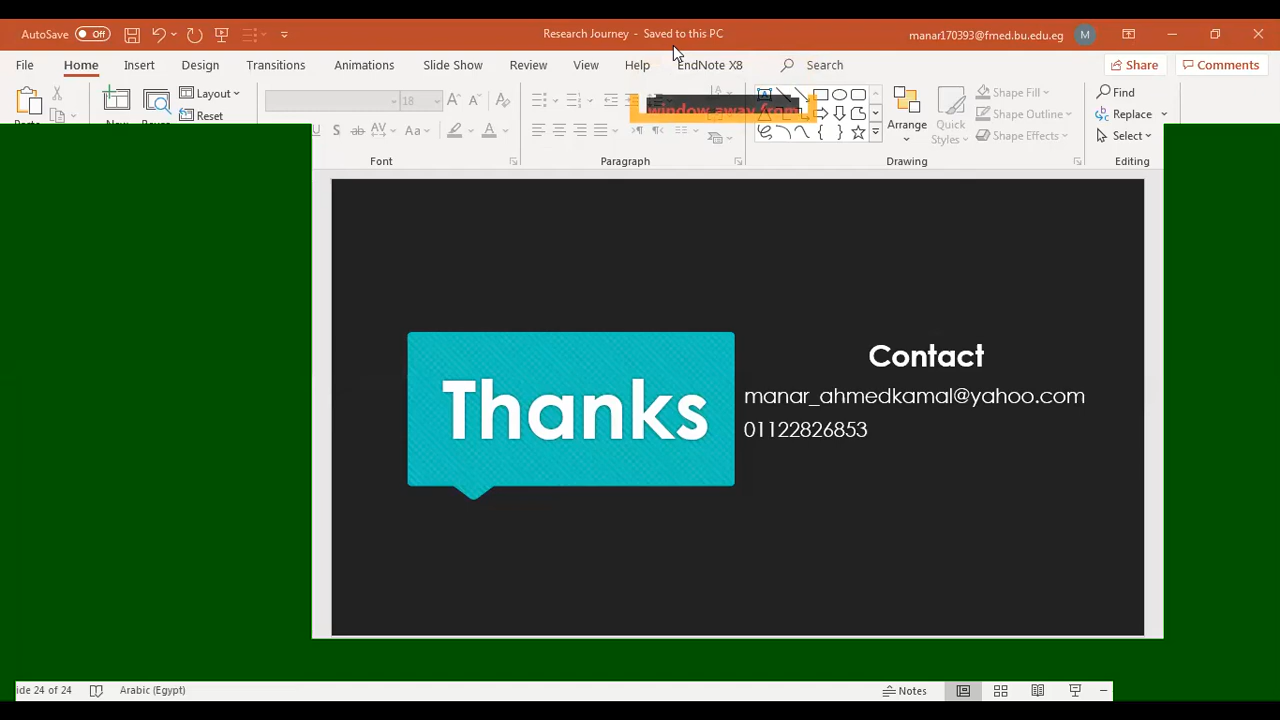 AutoSave Off
Research Journey - Saved to this PC
manar170393@fmed.bu.edu.eg M
File Home Insert Design Transitions Animations Slide Show Review View Help EndNote X8 Search Share Comments
Layout
Reset
18
window away from
Arrange
Quick
Styles
Shape Fill
Shape Outline
Shape Effects
Find
Replace
Select
Font Paragraph Drawing Editing
Thanks
Contact
manar_ahmedkamal@yahoo.com
01122826853
ide 24 of 24 Arabic (Egypt) Notes